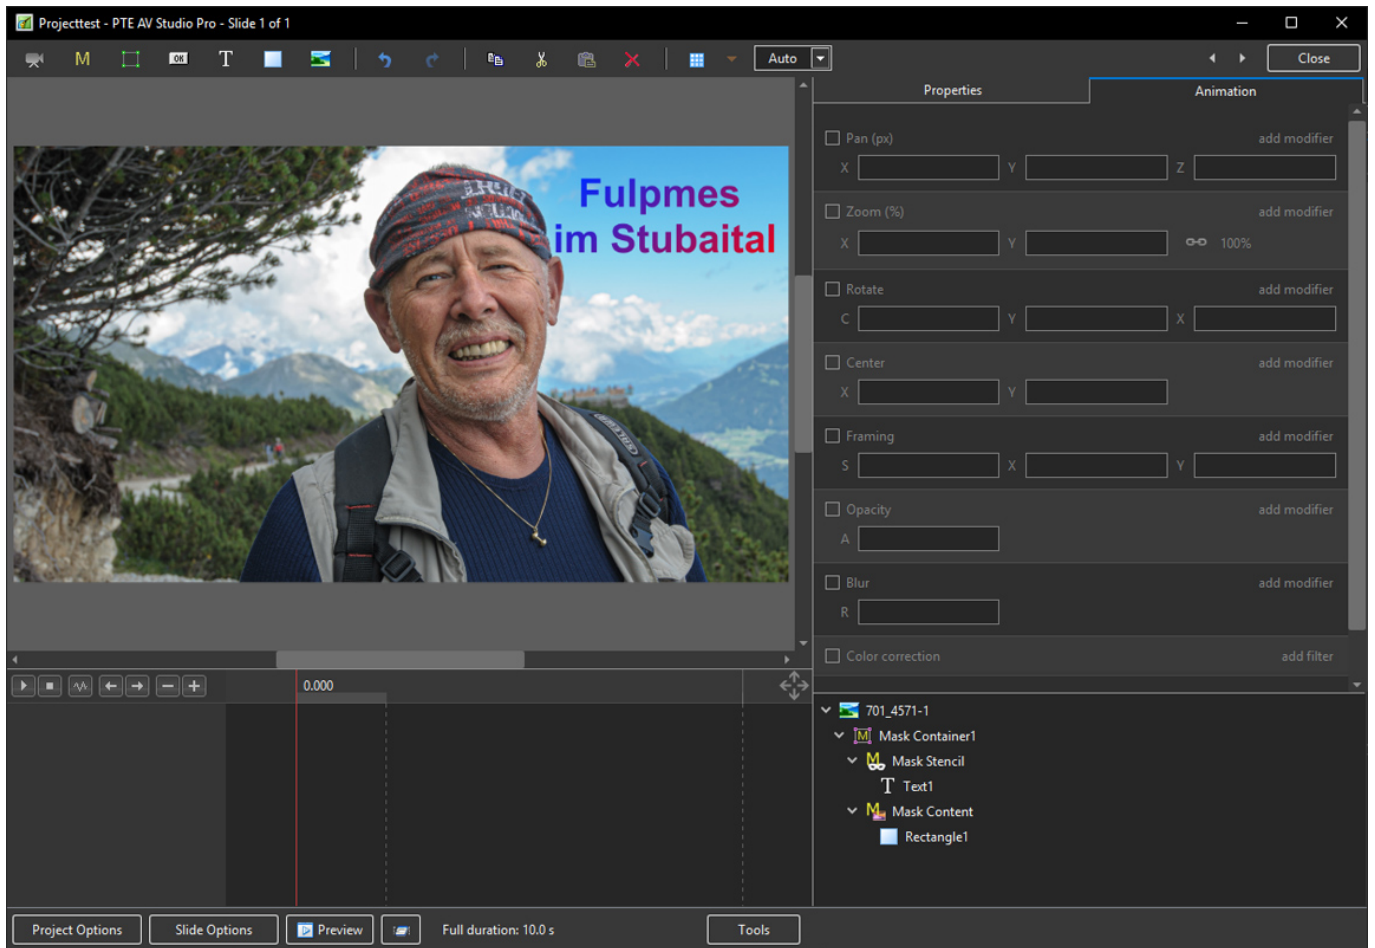 Projecttest - PTE AV Studio Pro - Slide 1 of 1
M OK T Auto Close
Properties Animation
Fulpmes
im Stubaital
Pan (px) add modifier
X Y Z
Zoom (%) add modifier
X Y 100%
Rotate add modifier
C Y X
Center add modifier
X Y
Framing add modifier
S X Y
Opacity add modifier
A
Blur add modifier
R
Color correction add filter
0.000
701_4571-1
M Mask Container1
M Mask Stencil
T Text1
M Mask Content
Rectangle1
Project Options Slide Options Preview Full duration: 10.0 s Tools